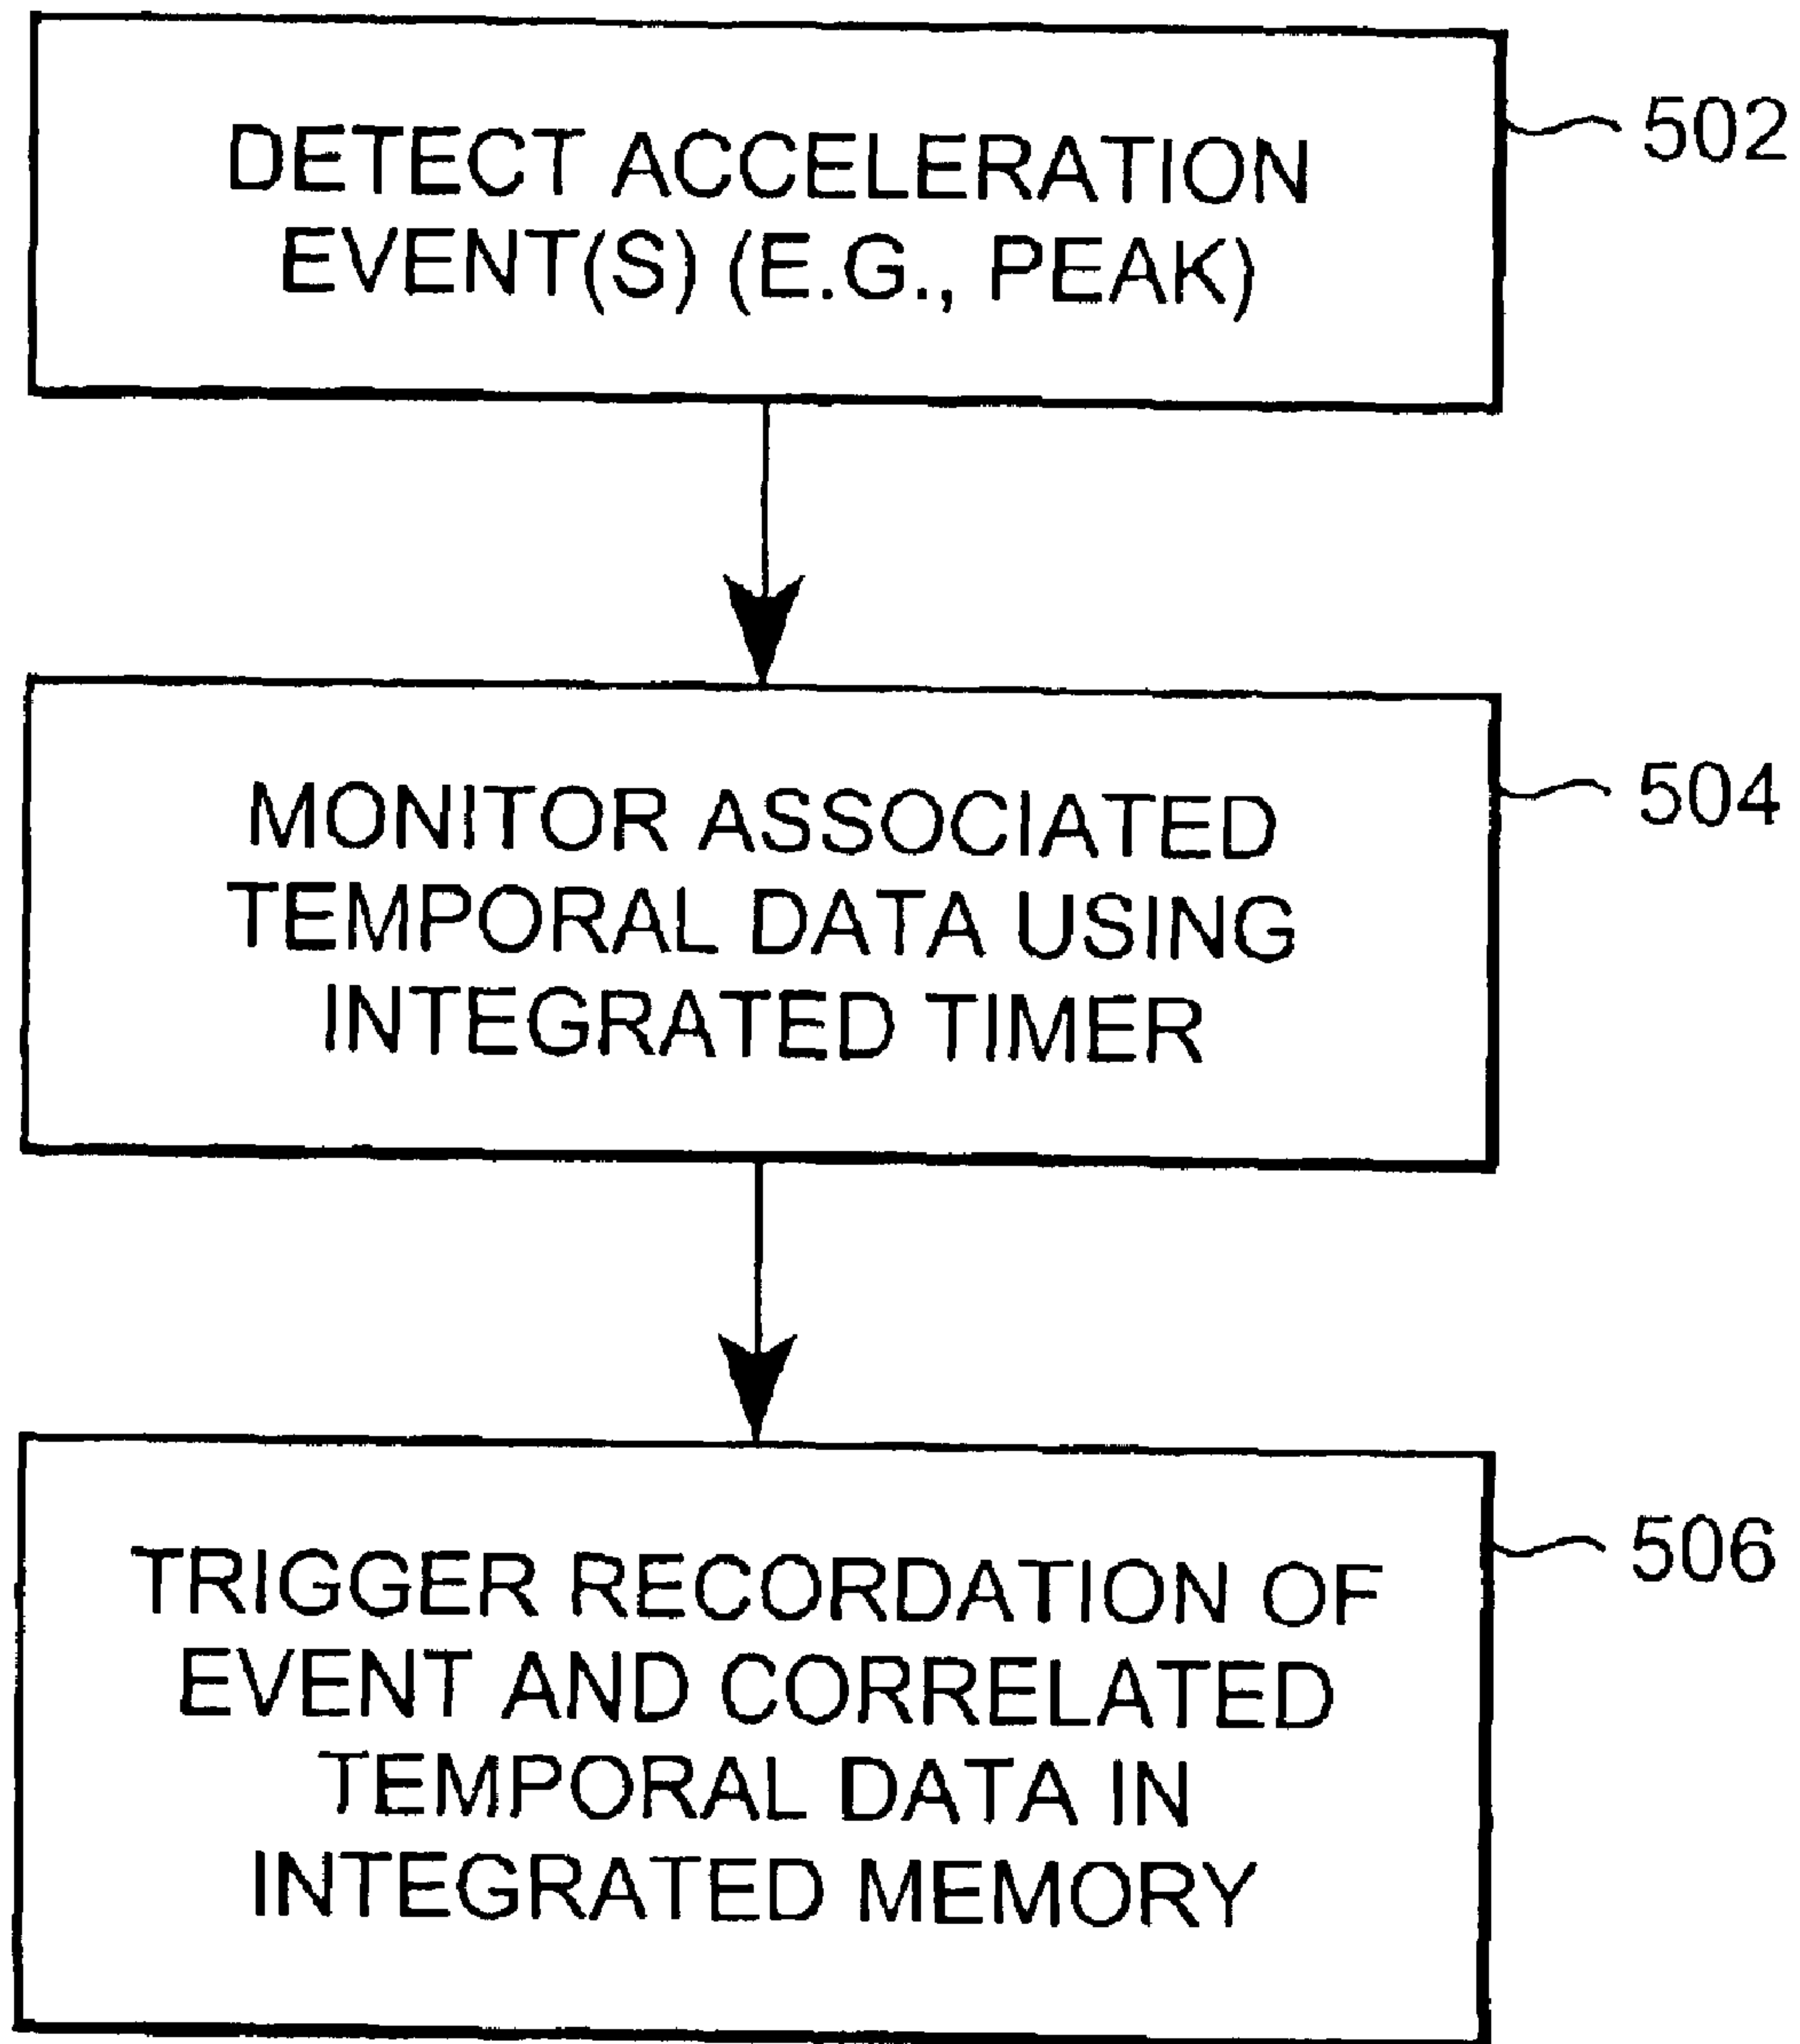 DETECT ACCELERATION
EVENT(S) (E.G., PEAK)
502
MONITOR ASSOCIATED
TEMPORAL DATA USING
INTEGRATED TIMER
504
TRIGGER RECORDATION OF
EVENT AND CORRELATED
TEMPORAL DATA IN
INTEGRATED MEMORY
506